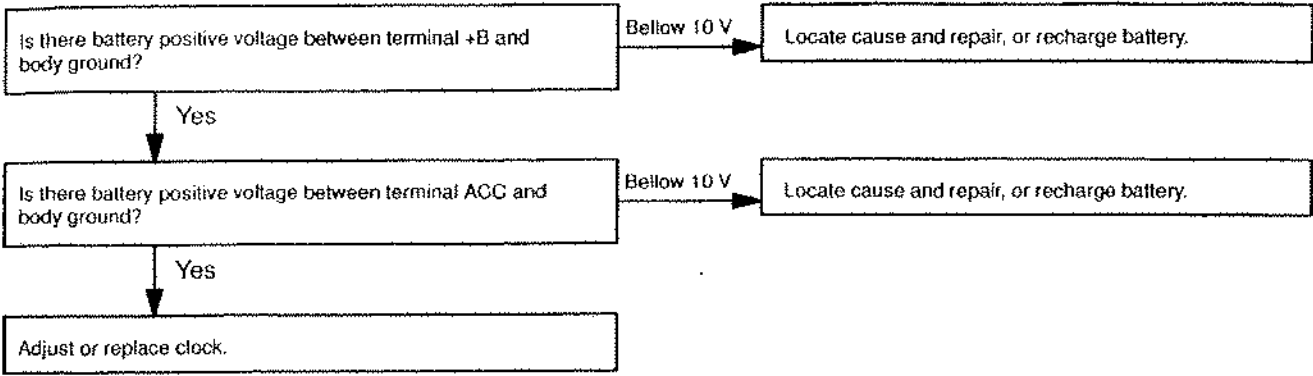 Is there battery positive voltage between terminal +B and
body ground?
Bellow 10 V
Locate cause and repair, or recharge battery.
Yes
Is there battery positive voltage between terminal ACC and
body ground?
Bellow 10 V
Locate cause and repair, or recharge battery.
Yes
Adjust or replace clock.